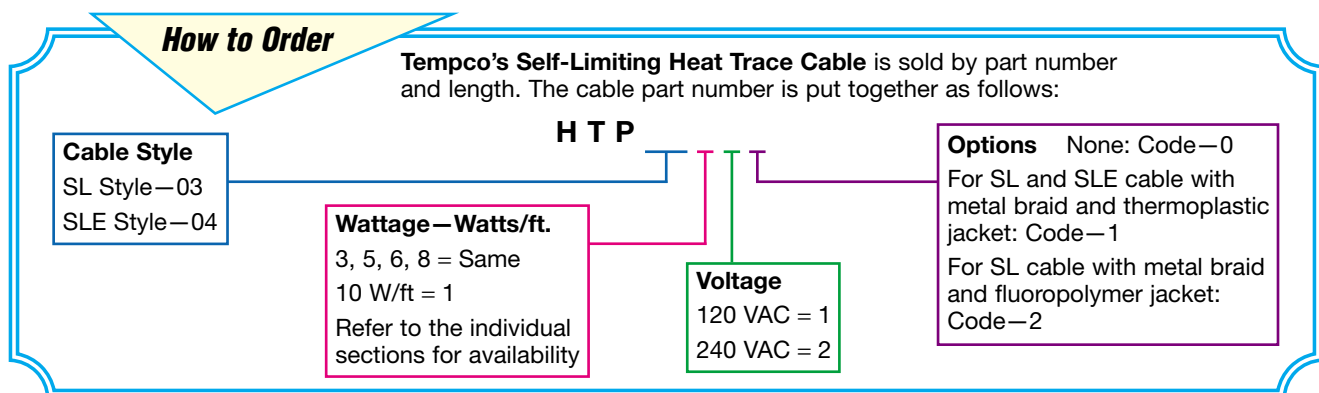 How to Order
Tempco's Self-Limiting Heat Trace Cable is sold by part number
and length. The cable part number is put together as follows:
H T P
Cable Style
SL Style—03
SLE Style—04
Wattage—Watts/ft.
3, 5, 6, 8 = Same
10 W/ft = 1
Refer to the individual
sections for availability
Voltage
120 VAC = 1
240 VAC = 2
Options None: Code—0
For SL and SLE cable with
metal braid and thermoplastic
jacket: Code—1
For SL cable with metal braid
and fluoropolymer jacket:
Code—2